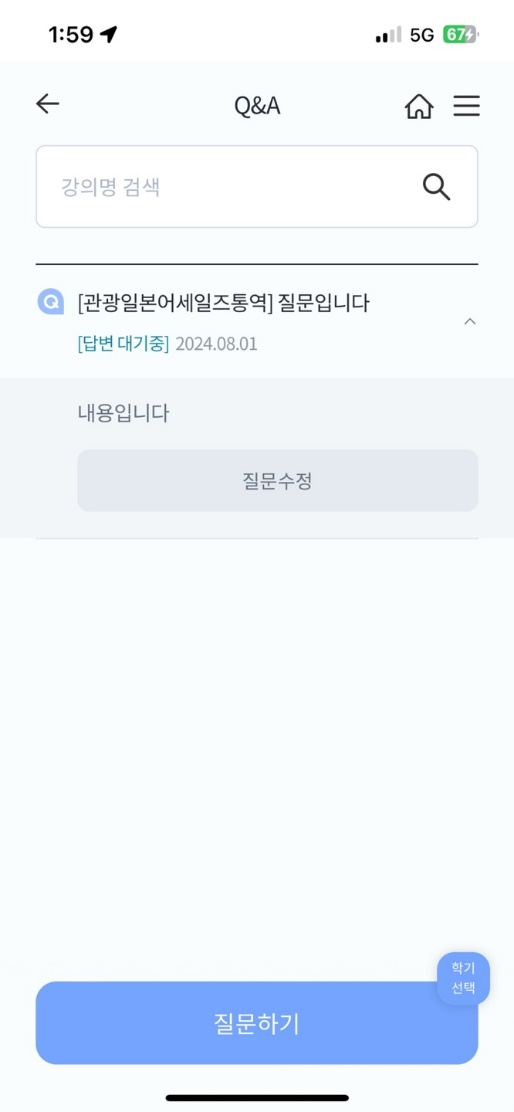 1:59
5G 67
Q&A
강의명 검색
Q [관광일본어세일즈통역] 질문입니다
[답변 대기중] 2024.08.01
내용입니다
질문수정
학기
선택
질문하기